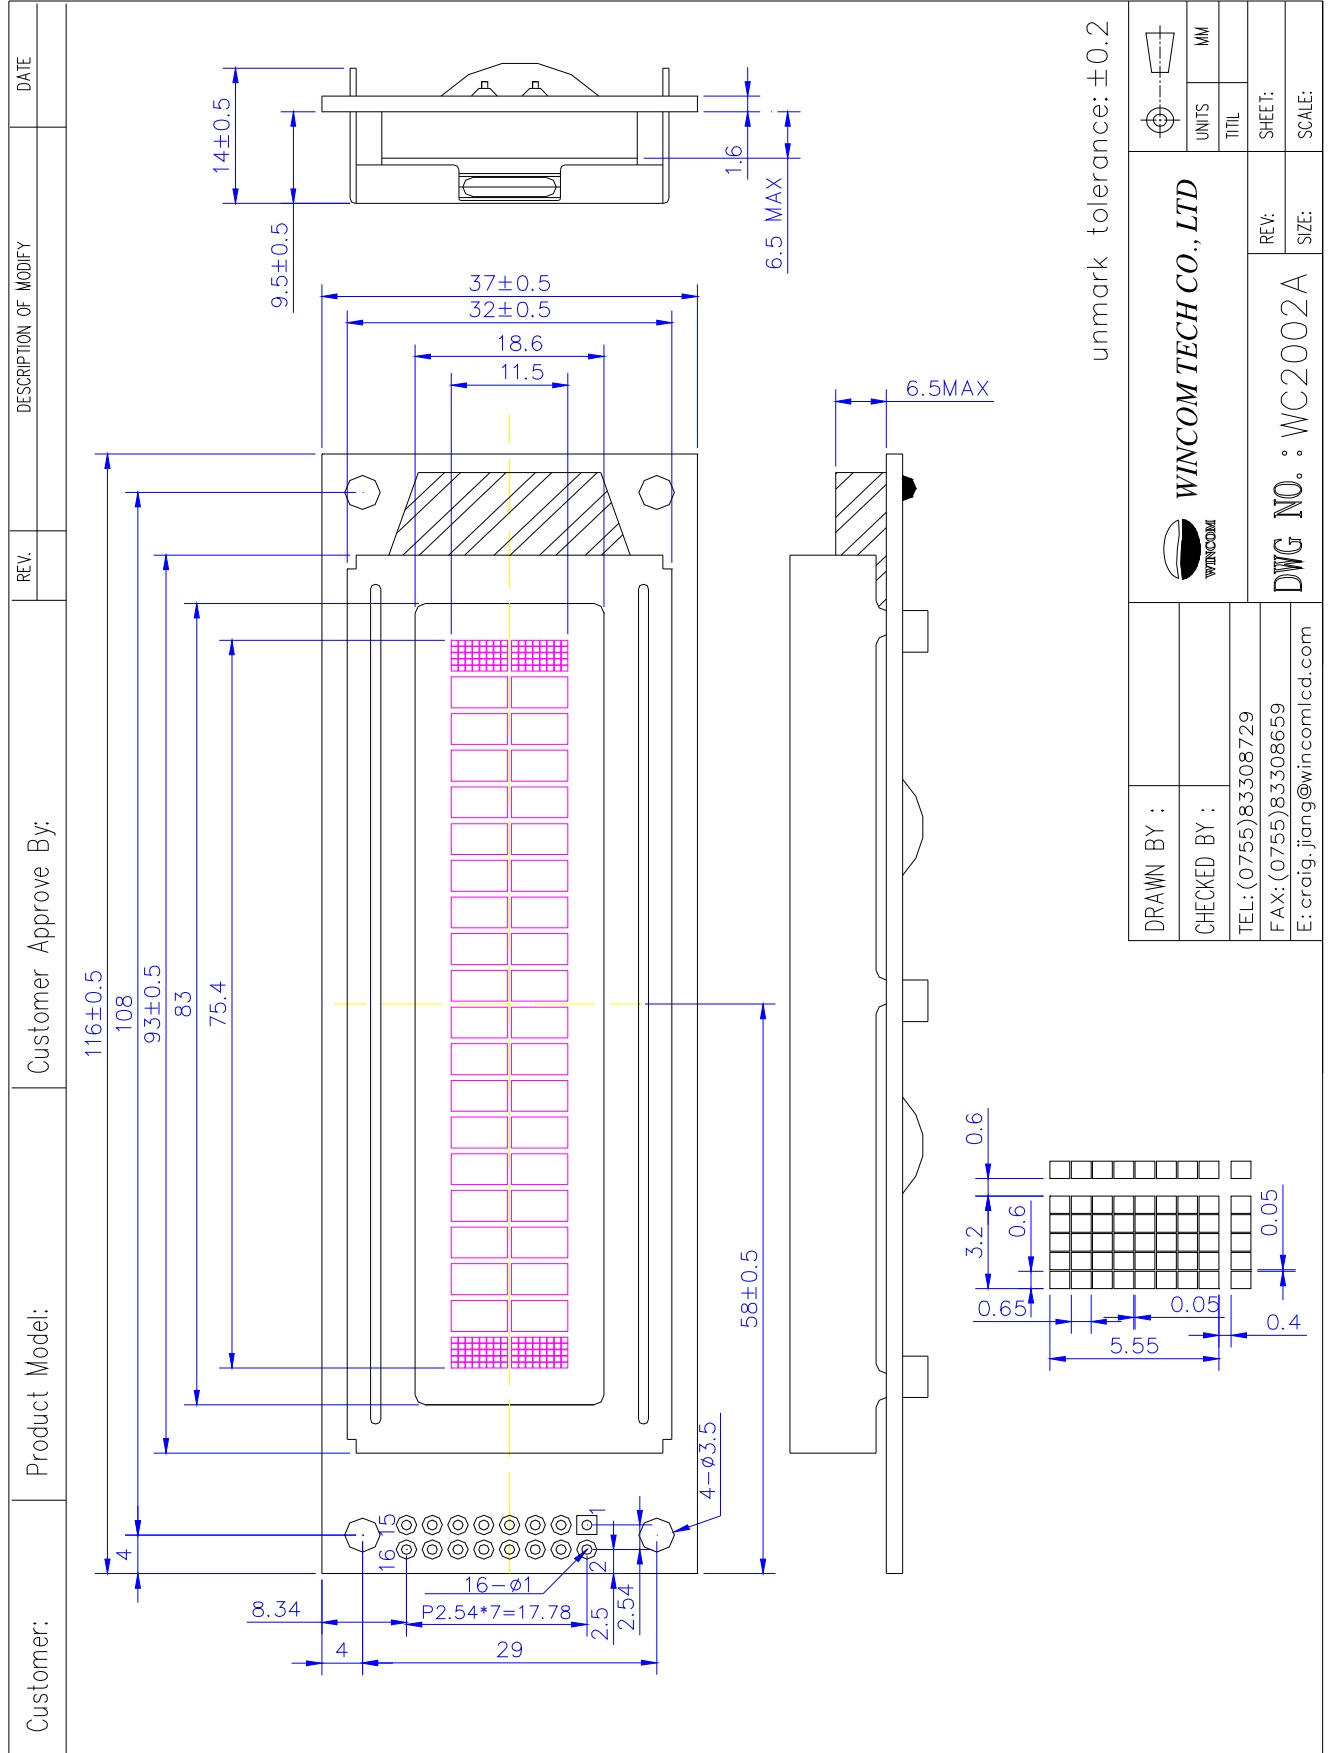 Customer:
Product Model:
Customer Approve By:
REV.
DESCRIPTION OF MODIFY
DATE
116±0.5
108
93±0.5
83
75.4
4
37±0.5
32±0.5
18.6
11.5
14±0.5
9.5±0.5
1.6
6.5 MAX
6.5MAX
58±0.5
15
1
16
2
4-ø3.5
16-ø1
P2.54*7=17.78
8.34
4
29
2.5
2.54
0.6
3.2
0.6
0.65
0.05
0.05
0.4
5.55
unmark tolerance: ±0.2
DRAWN BY :
CHECKED BY :
TEL:(0755)83308729
FAX:(0755)83308659
E: craig.jiang@wincomlcd.com
WINCOM
WINCOM TECH CO., LTD
DWG NO. : WC2002A
REV:
SIZE:
UNITS
MM
TITIL
SHEET:
SCALE: